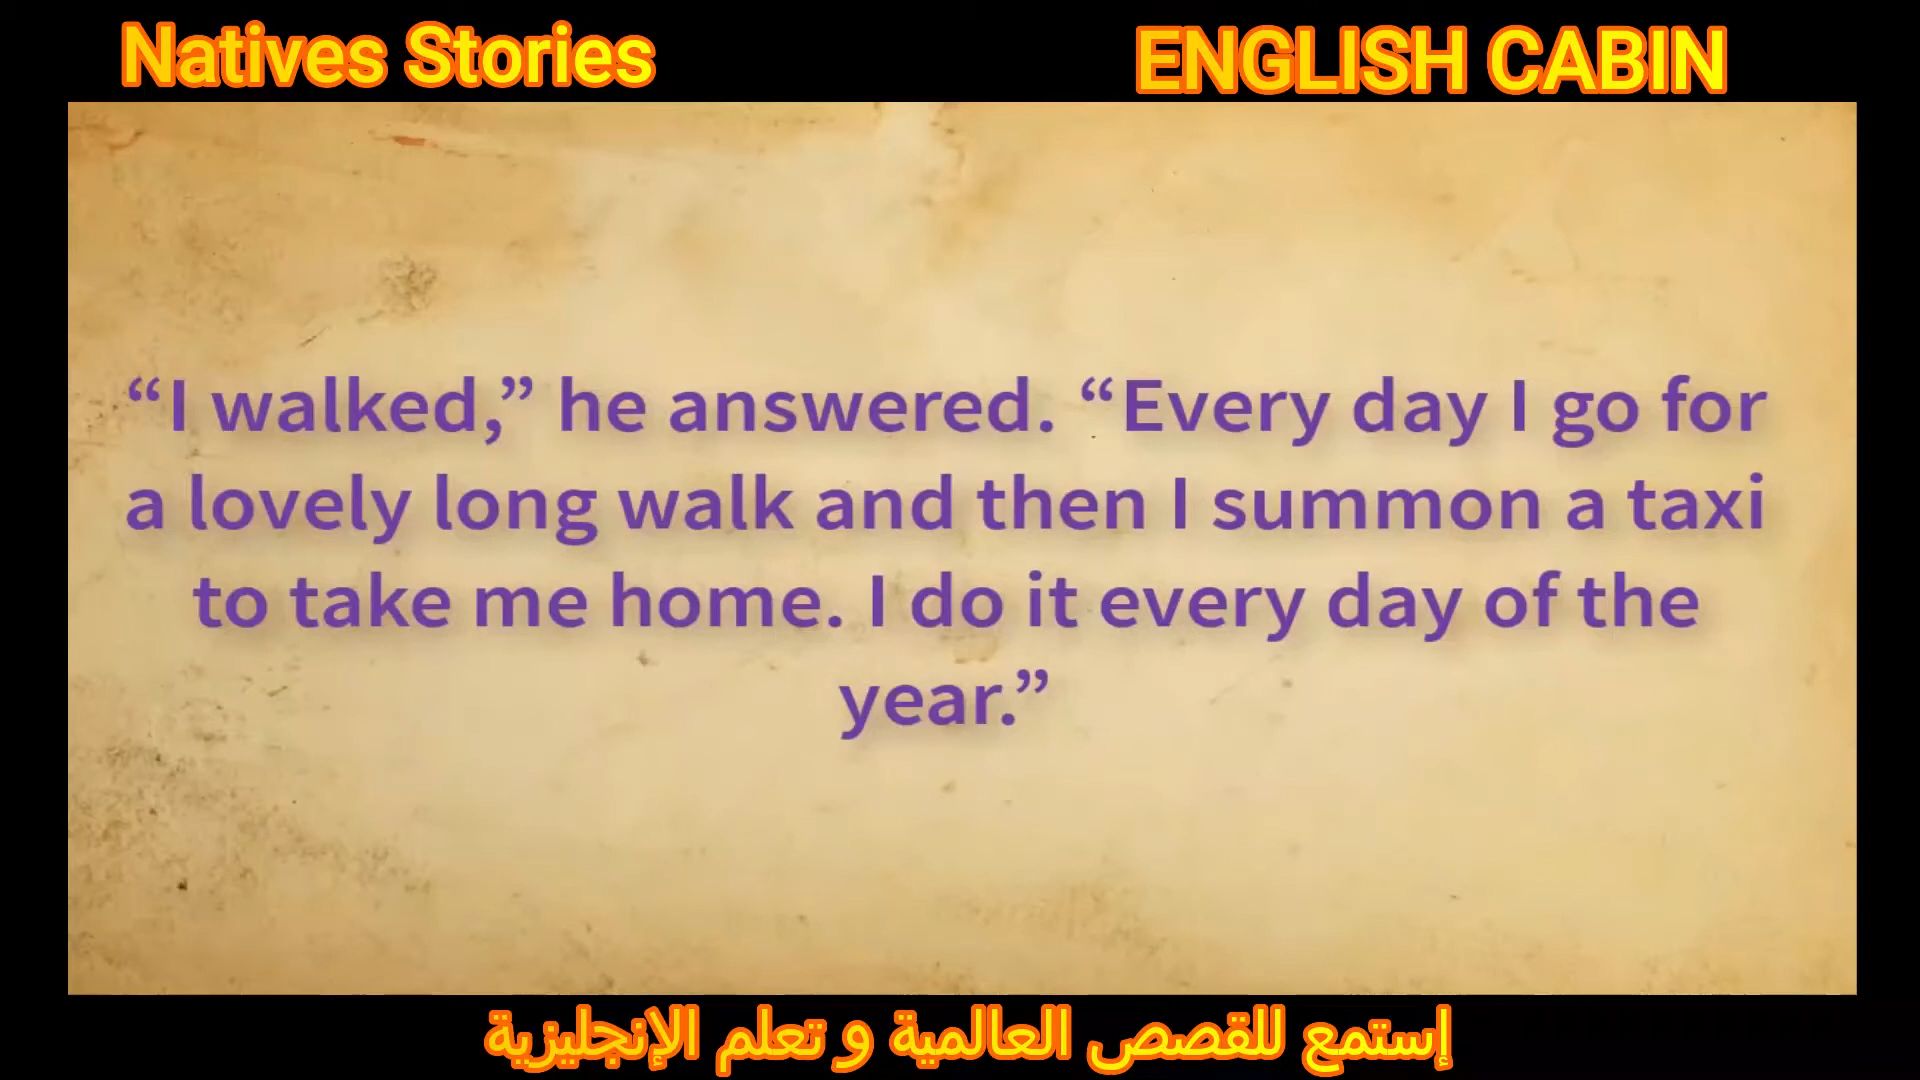 Natives Stories
ENGLISH CABIN
“I walked,” he answered. “Every day I go for
a lovely long walk and then I summon a taxi
to take me home. I do it every day of the
year.”
إستمع للقصص العالمية و تعلم الإنجليزية